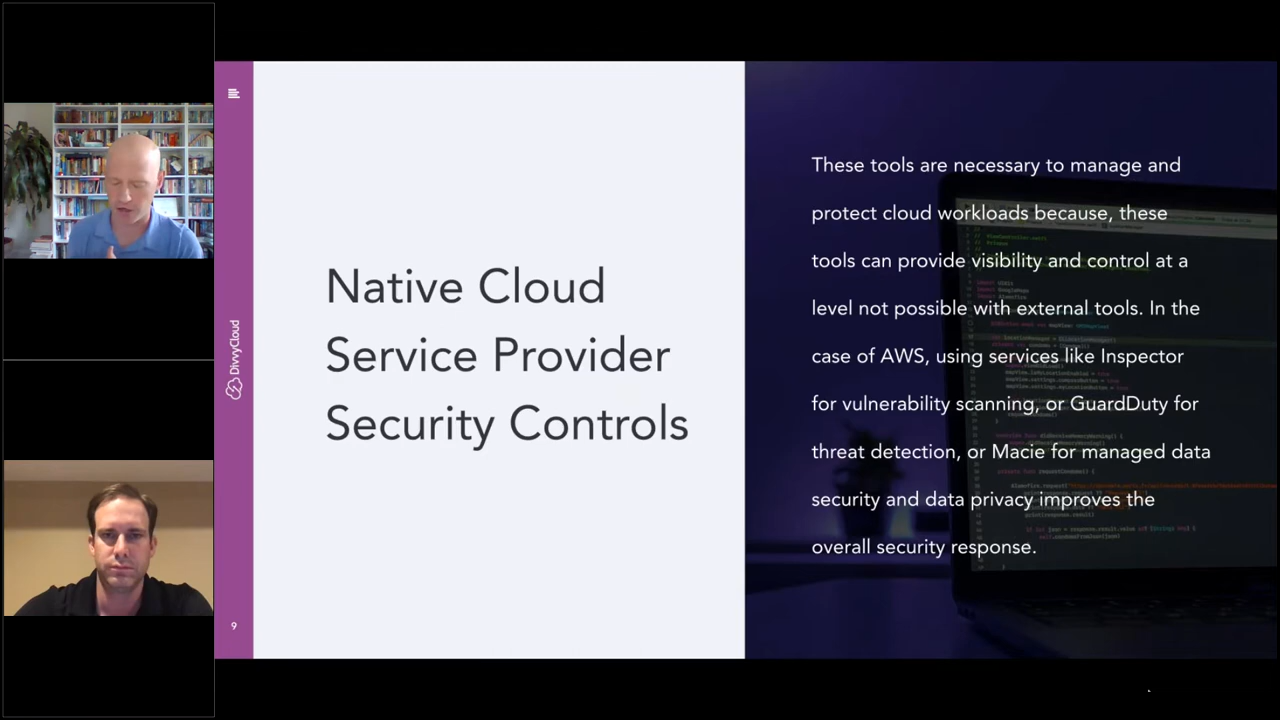 DivvyCloud
9
Native Cloud
Service Provider
Security Controls
These tools are necessary to manage and
protect cloud workloads because, these
tools can provide visibility and control at a
level not possible with external tools. In the
case of AWS, using services like Inspector
for vulnerability scanning, or GuardDuty for
threat detection, or Macie for managed data
security and data privacy improves the
overall security response.